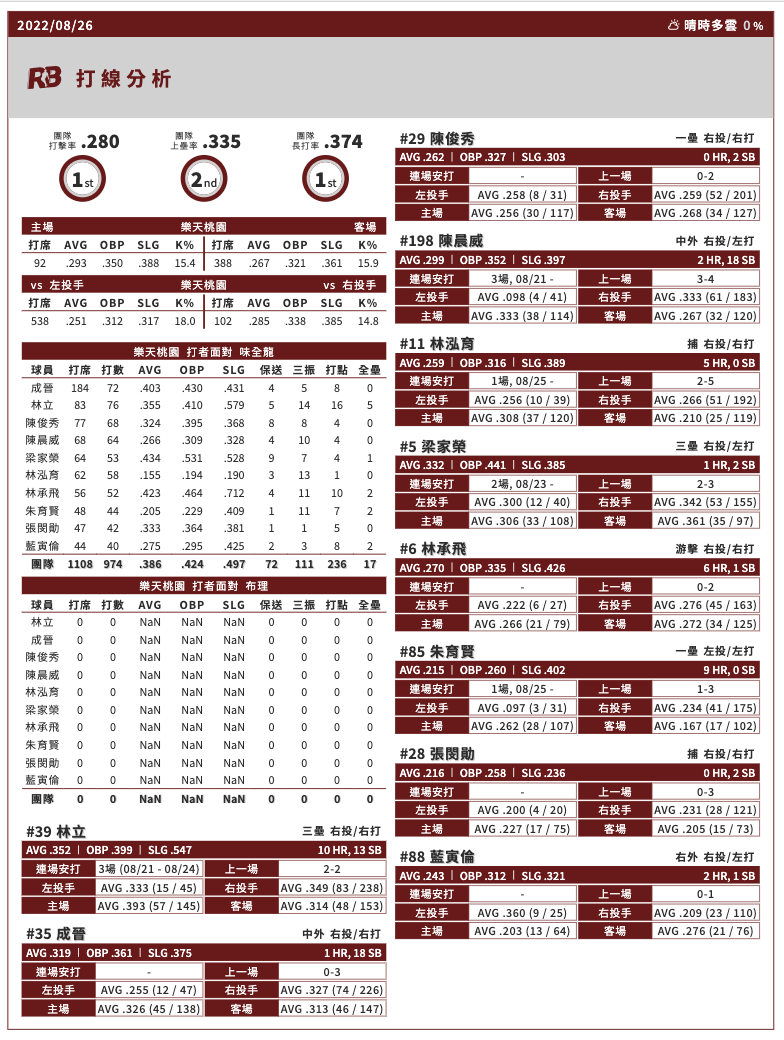 2022/08/26 晴時多雲 0 %
RB 打線分析
團隊打擊率 .280 團隊上壘率 .335 團隊長打率 .374
1st 2nd 1st
主場 樂天桃園 客場
打席 AVG OBP SLG K% 打席 AVG OBP SLG K%
92 .293 .350 .388 15.4 388 .267 .321 .361 15.9
vs 左投手 樂天桃園 vs 右投手
打席 AVG OBP SLG K% 打席 AVG OBP SLG K%
538 .251 .312 .317 18.0 102 .285 .338 .385 14.8
樂天桃園 打者面對 味全龍
球員 打席 打數 AVG OBP SLG 保送 三振 打點 全壘
成晉 184 72 .403 .430 .431 4 5 8 0
林立 83 76 .355 .410 .579 5 14 16 5
陳俊秀 77 68 .324 .395 .368 8 8 4 0
陳晨威 68 64 .266 .309 .328 4 10 4 0
梁家榮 64 53 .434 .531 .528 9 7 4 1
林泓育 62 58 .155 .194 .190 3 13 1 0
林承飛 56 52 .423 .464 .712 4 11 10 2
朱育賢 48 44 .205 .229 .409 1 11 7 2
張閔勛 47 42 .333 .364 .381 1 1 5 0
藍寅倫 44 40 .275 .295 .425 2 3 8 2
團隊 1108 974 .386 .424 .497 72 111 236 17
樂天桃園 打者面對 布理
球員 打席 打數 AVG OBP SLG 保送 三振 打點 全壘
林立 0 0 NaN NaN NaN 0 0 0 0
成晉 0 0 NaN NaN NaN 0 0 0 0
陳俊秀 0 0 NaN NaN NaN 0 0 0 0
陳晨威 0 0 NaN NaN NaN 0 0 0 0
林泓育 0 0 NaN NaN NaN 0 0 0 0
梁家榮 0 0 NaN NaN NaN 0 0 0 0
林承飛 0 0 NaN NaN NaN 0 0 0 0
朱育賢 0 0 NaN NaN NaN 0 0 0 0
張閔勛 0 0 NaN NaN NaN 0 0 0 0
藍寅倫 0 0 NaN NaN NaN 0 0 0 0
團隊 0 0 NaN NaN NaN 0 0 0 0
#39 林立 三壘 右投/右打
AVG .352 | OBP .399 | SLG .547 10 HR, 13 SB
連場安打 3場 (08/21 - 08/24) 上一場 2-2
左投手 AVG .333 (15 / 45) 右投手 AVG .349 (83 / 238)
主場 AVG .393 (57 / 145) 客場 AVG .314 (48 / 153)
#35 成晉 中外 右投/右打
AVG .319 | OBP .361 | SLG .375 1 HR, 18 SB
連場安打 - 上一場 0-3
左投手 AVG .255 (12 / 47) 右投手 AVG .327 (74 / 226)
主場 AVG .326 (45 / 138) 客場 AVG .313 (46 / 147)
#29 陳俊秀 一壘 右投/右打
AVG .262 | OBP .327 | SLG .303 0 HR, 2 SB
連場安打 - 上一場 0-2
左投手 AVG .258 (8 / 31) 右投手 AVG .259 (52 / 201)
主場 AVG .256 (30 / 117) 客場 AVG .268 (34 / 127)
#198 陳晨威 中外 右投/左打
AVG .299 | OBP .352 | SLG .397 2 HR, 18 SB
連場安打 3場, 08/21 - 上一場 3-4
左投手 AVG .098 (4 / 41) 右投手 AVG .333 (61 / 183)
主場 AVG .333 (38 / 114) 客場 AVG .267 (32 / 120)
#11 林泓育 捕 右投/右打
AVG .259 | OBP .316 | SLG .389 5 HR, 0 SB
連場安打 1場, 08/25 - 上一場 2-5
左投手 AVG .256 (10 / 39) 右投手 AVG .266 (51 / 192)
主場 AVG .308 (37 / 120) 客場 AVG .210 (25 / 119)
#5 梁家榮 三壘 右投/左打
AVG .332 | OBP .441 | SLG .385 1 HR, 2 SB
連場安打 2場, 08/23 - 上一場 2-3
左投手 AVG .300 (12 / 40) 右投手 AVG .342 (53 / 155)
主場 AVG .306 (33 / 108) 客場 AVG .361 (35 / 97)
#6 林承飛 游擊 右投/右打
AVG .270 | OBP .335 | SLG .426 6 HR, 1 SB
連場安打 - 上一場 0-2
左投手 AVG .222 (6 / 27) 右投手 AVG .276 (45 / 163)
主場 AVG .266 (21 / 79) 客場 AVG .272 (34 / 125)
#85 朱育賢 一壘 左投/左打
AVG .215 | OBP .260 | SLG .402 9 HR, 0 SB
連場安打 1場, 08/25 - 上一場 1-3
左投手 AVG .097 (3 / 31) 右投手 AVG .234 (41 / 175)
主場 AVG .262 (28 / 107) 客場 AVG .167 (17 / 102)
#28 張閔勛 捕 右投/右打
AVG .216 | OBP .258 | SLG .236 0 HR, 2 SB
連場安打 - 上一場 0-3
左投手 AVG .200 (4 / 20) 右投手 AVG .231 (28 / 121)
主場 AVG .227 (17 / 75) 客場 AVG .205 (15 / 73)
#88 藍寅倫 右外 右投/左打
AVG .243 | OBP .312 | SLG .321 2 HR, 1 SB
連場安打 - 上一場 0-1
左投手 AVG .360 (9 / 25) 右投手 AVG .209 (23 / 110)
主場 AVG .203 (13 / 64) 客場 AVG .276 (21 / 76)